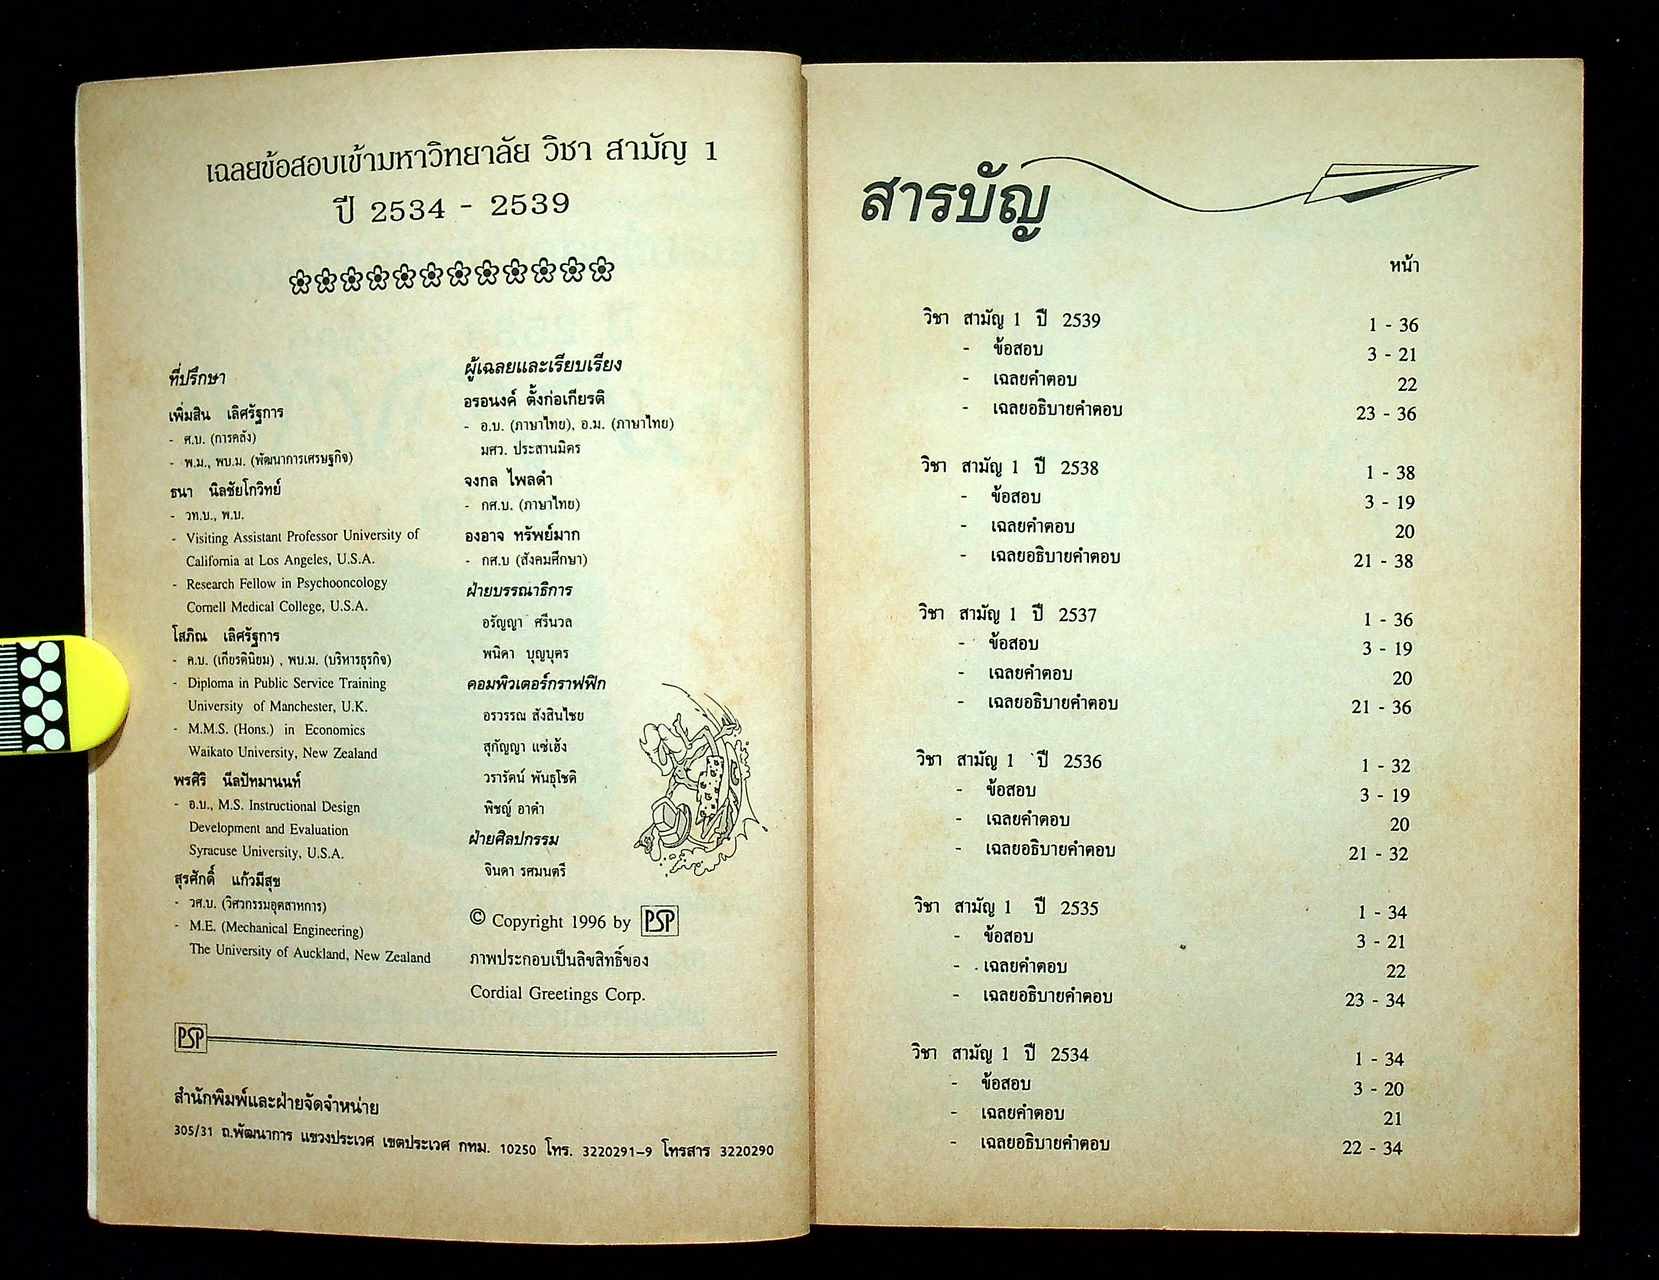 เฉลยข้อสอบเข้ามหาวิทยาลัย วิชา สามัญ 1
ปี 2534 - 2539
ที่ปรึกษา
เพิ่มสิน เลิศรัฐการ
- ศ.บ. (การคลัง)
- พ.ม., พบ.ม. (พัฒนาการเศรษฐกิจ)
ธนา นิลชัยโกวิทย์
- วท.บ., พ.บ.
- Visiting Assistant Professor University of
California at Los Angeles, U.S.A.
- Research Fellow in Psychooncology
Cornell Medical College, U.S.A.
โสภิณ เลิศรัฐการ
- ค.บ. (เกียรตินิยม) , พบ.ม. (บริหารธุรกิจ)
- Diploma in Public Service Training
University of Manchester, U.K.
- M.M.S. (Hons.) in Economics
Waikato University, New Zealand
พรศิริ นีลปัทมานนท์
- อ.บ., M.S. Instructional Design
Development and Evaluation
Syracuse University, U.S.A.
สุรศักดิ์ แก้วมีสุข
- วศ.บ. (วิศวกรรมอุตสาหการ)
- M.E. (Mechanical Engineering)
The University of Auckland, New Zealand
ผู้เฉลยและเรียบเรียง
อรอนงค์ ตั้งก่อเกียรติ
- อ.บ. (ภาษาไทย), อ.ม. (ภาษาไทย)
มศว. ประสานมิตร
จงกล ไพลดำ
- กศ.บ. (ภาษาไทย)
องอาจ ทรัพย์มาก
- กศ.บ (สังคมศึกษา)
ฝ่ายบรรณาธิการ
อรัญญา ศรีนวล
พนิดา บุญบุตร
คอมพิวเตอร์กราฟฟิก
อรวรรณ สังสินไชย
สุกัญญา แซ่เฮ้ง
วรารัตน์ พันธุโชติ
พิชญ์ อาดำ
ฝ่ายศิลปกรรม
จินดา รศมนตรี
© Copyright 1996 by PSP
ภาพประกอบเป็นลิขสิทธิ์ของ
Cordial Greetings Corp.
PSP
สำนักพิมพ์และฝ่ายจัดจำหน่าย
305/31 ถ.พัฒนาการ แขวงประเวศ เขตประเวศ กทม. 10250 โทร. 3220291-9 โทรสาร 3220290
สารบัญ
หน้า
วิชา สามัญ 1 ปี 2539 1 - 36
- ข้อสอบ 3 - 21
- เฉลยคำตอบ 22
- เฉลยอธิบายคำตอบ 23 - 36
วิชา สามัญ 1 ปี 2538 1 - 38
- ข้อสอบ 3 - 19
- เฉลยคำตอบ 20
- เฉลยอธิบายคำตอบ 21 - 38
วิชา สามัญ 1 ปี 2537 1 - 36
- ข้อสอบ 3 - 19
- เฉลยคำตอบ 20
- เฉลยอธิบายคำตอบ 21 - 36
วิชา สามัญ 1 ปี 2536 1 - 32
- ข้อสอบ 3 - 19
- เฉลยคำตอบ 20
- เฉลยอธิบายคำตอบ 21 - 32
วิชา สามัญ 1 ปี 2535 1 - 34
- ข้อสอบ 3 - 21
- เฉลยคำตอบ 22
- เฉลยอธิบายคำตอบ 23 - 34
วิชา สามัญ 1 ปี 2534 1 - 34
- ข้อสอบ 3 - 20
- เฉลยคำตอบ 21
- เฉลยอธิบายคำตอบ 22 - 34